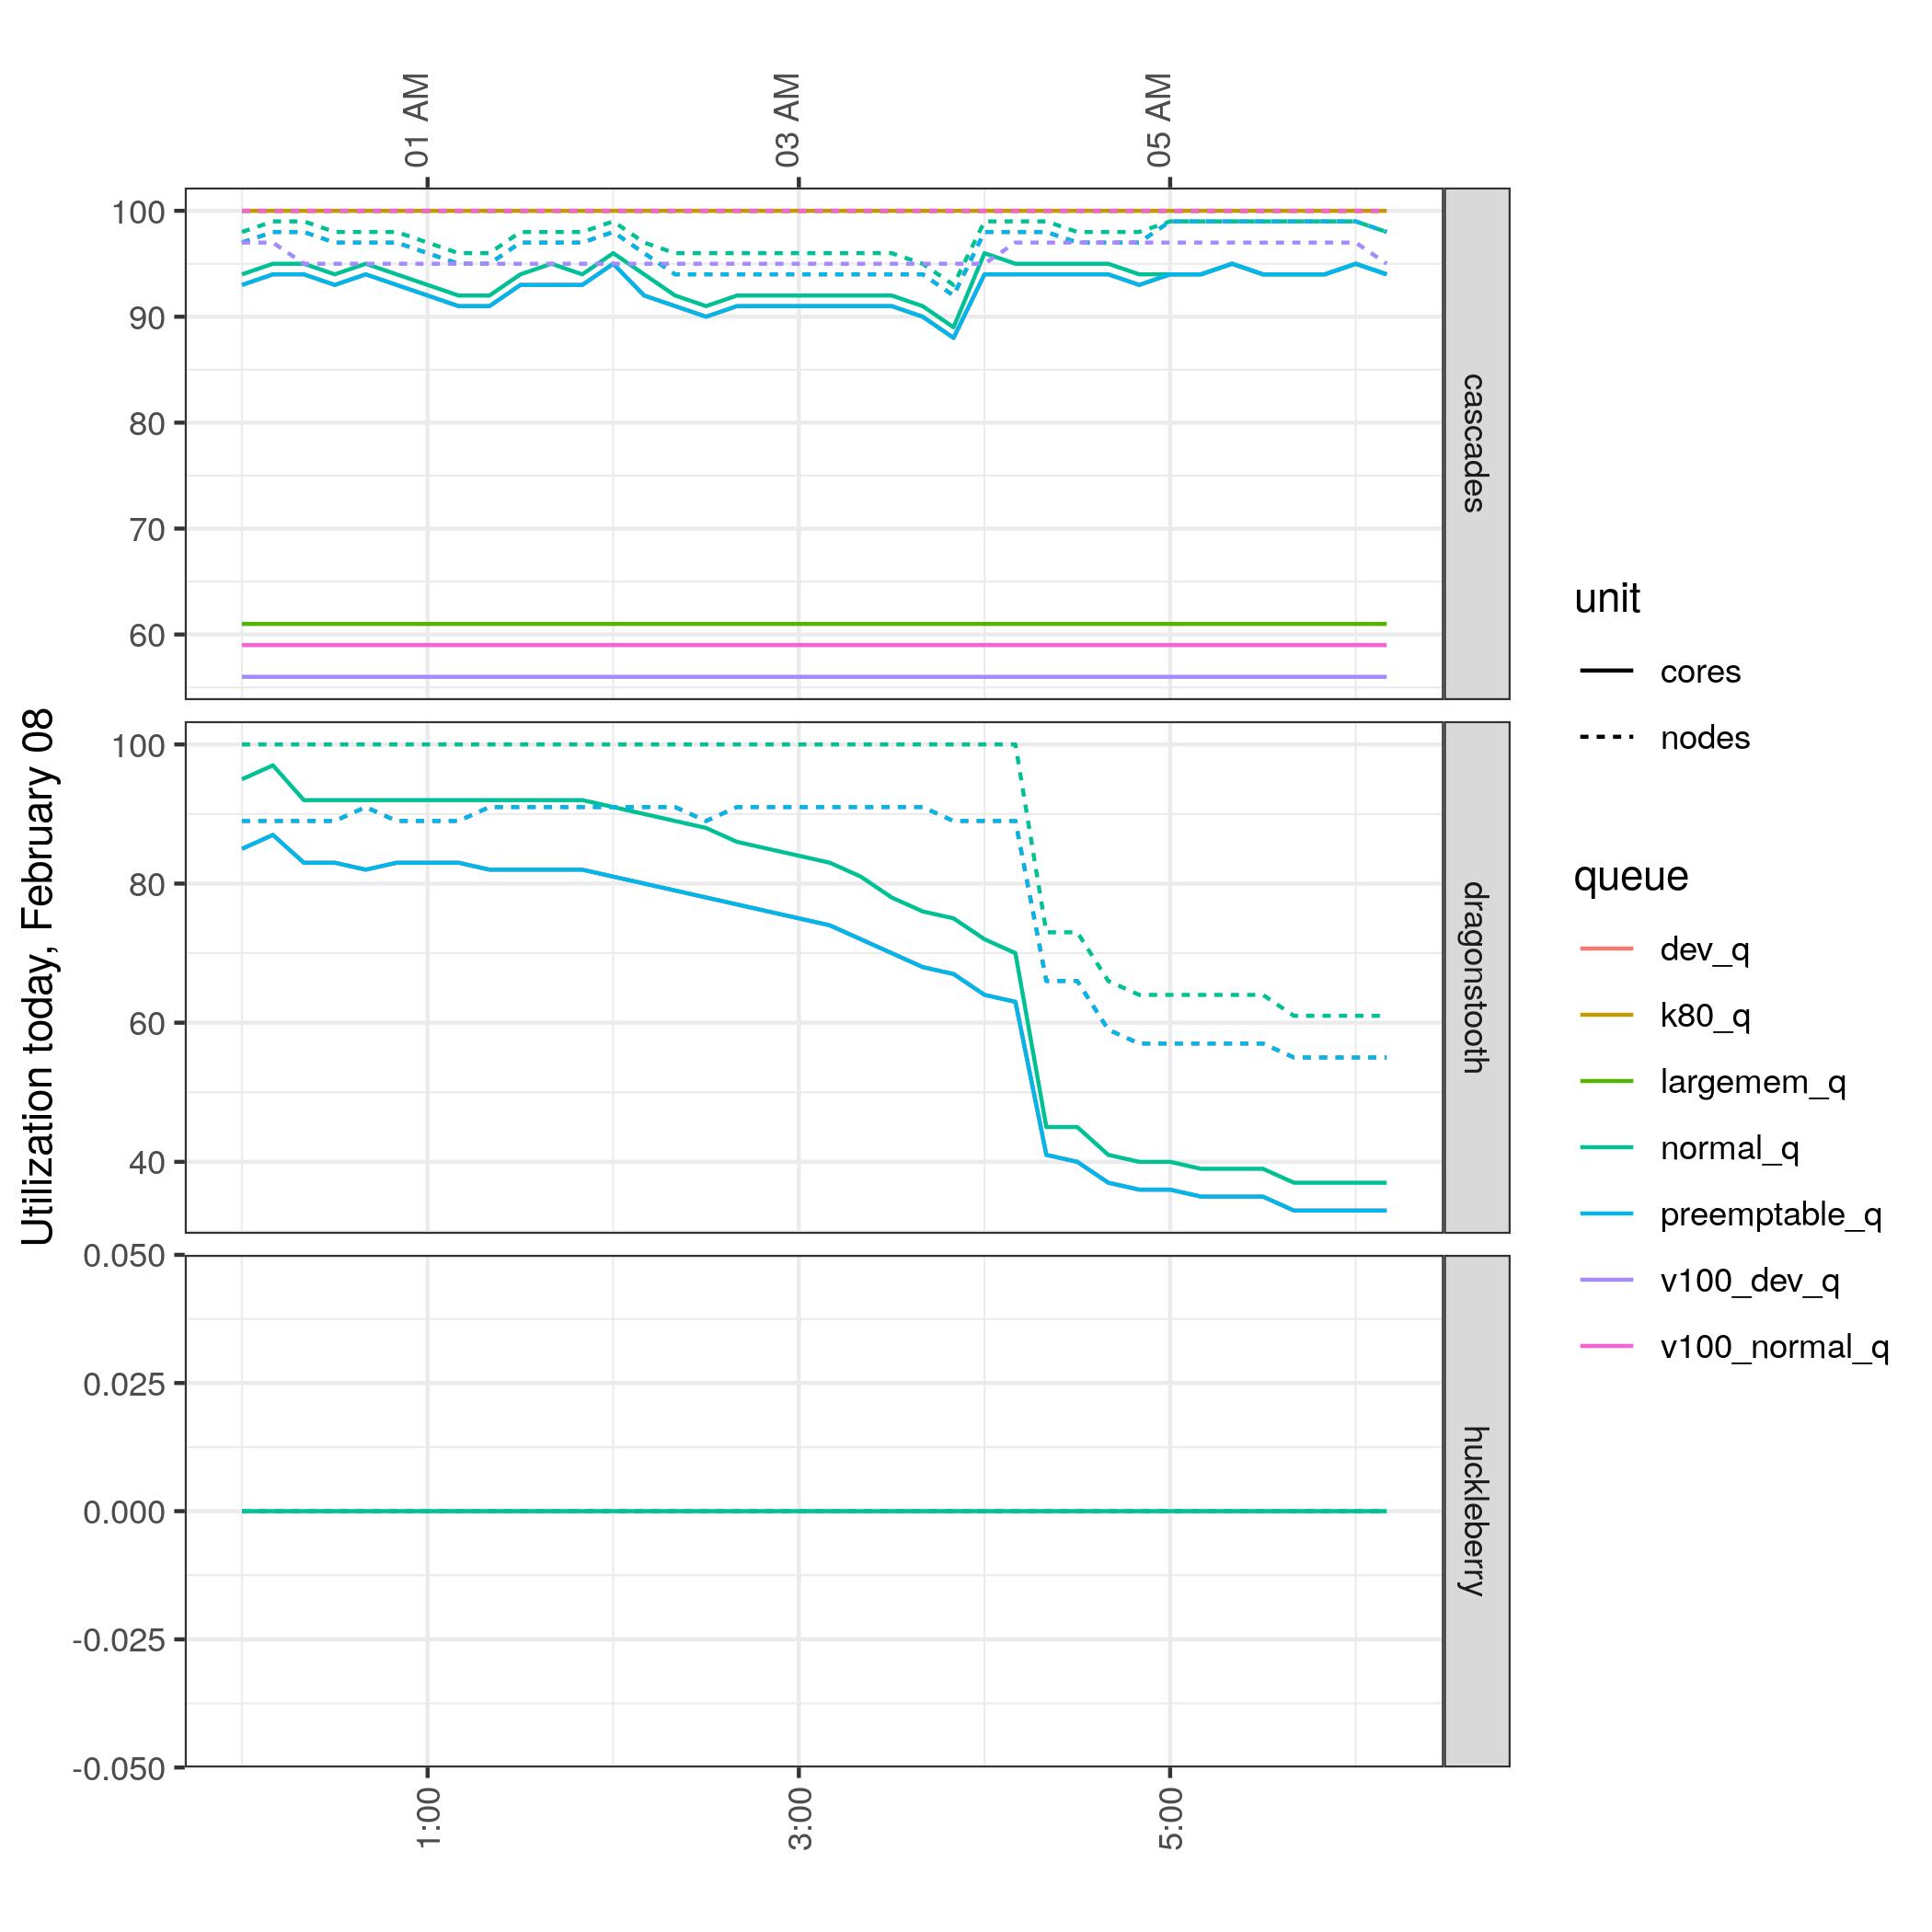 01 AM
03 AM
05 AM
100
90
80
70
60
cascades
100
80
60
40
dragonstooth
0.050
0.025
0.000
-0.025
-0.050
huckleberry
1:00
3:00
5:00
Utilization today, February 08
unit
cores
nodes
queue
dev_q
k80_q
largemem_q
normal_q
preemptable_q
v100_dev_q
v100_normal_q